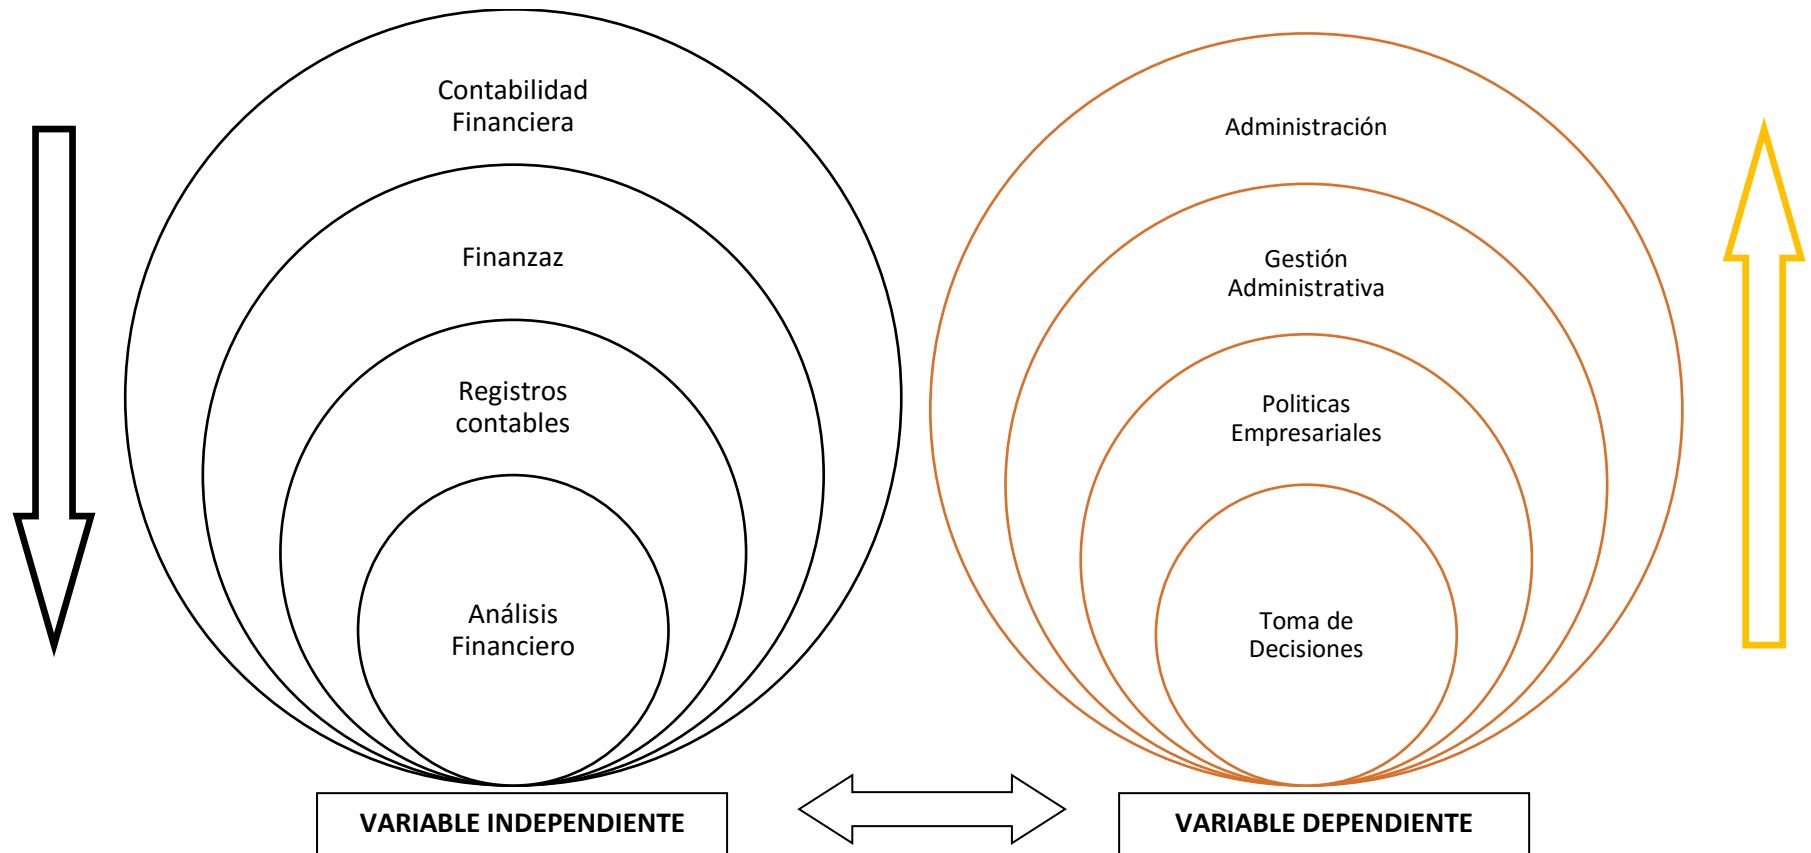 Contabilidad
Financiera
Finanzaz
Registros
contables
Análisis
Financiero
VARIABLE INDEPENDIENTE
Administración
Gestión
Administrativa
Politicas
Empresariales
Toma de
Decisiones
VARIABLE DEPENDIENTE